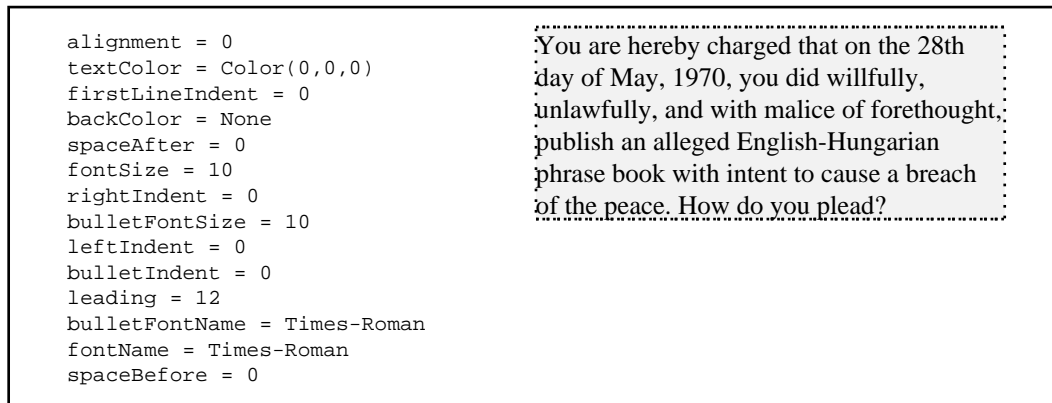 alignment = 0
textColor = Color(0,0,0)
firstLineIndent = 0
backColor = None
spaceAfter = 0
fontSize = 10
rightIndent = 0
bulletFontSize = 10
leftIndent = 0
bulletIndent = 0
leading = 12
bulletFontName = Times-Roman
fontName = Times-Roman
spaceBefore = 0
You are hereby charged that on the 28th
day of May, 1970, you did willfully,
unlawfully, and with malice of forethought,
publish an alleged English-Hungarian
phrase book with intent to cause a breach
of the peace. How do you plead?